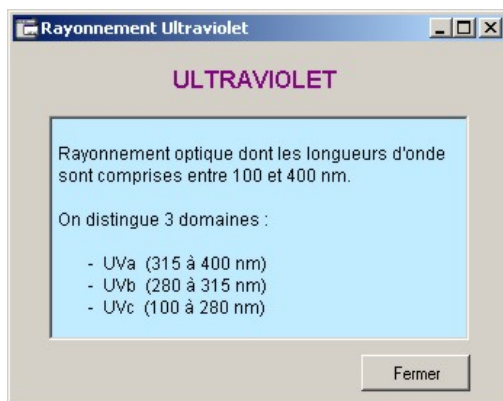 Rayonnement Ultraviolet
ULTRAVIOLET
Rayonnement optique dont les longueurs d'onde
sont comprises entre 100 et 400 nm.
On distingue 3 domaines :
- UVa (315 à 400 nm)
- UVb (280 à 315 nm)
- UVc (100 à 280 nm)
Fermer